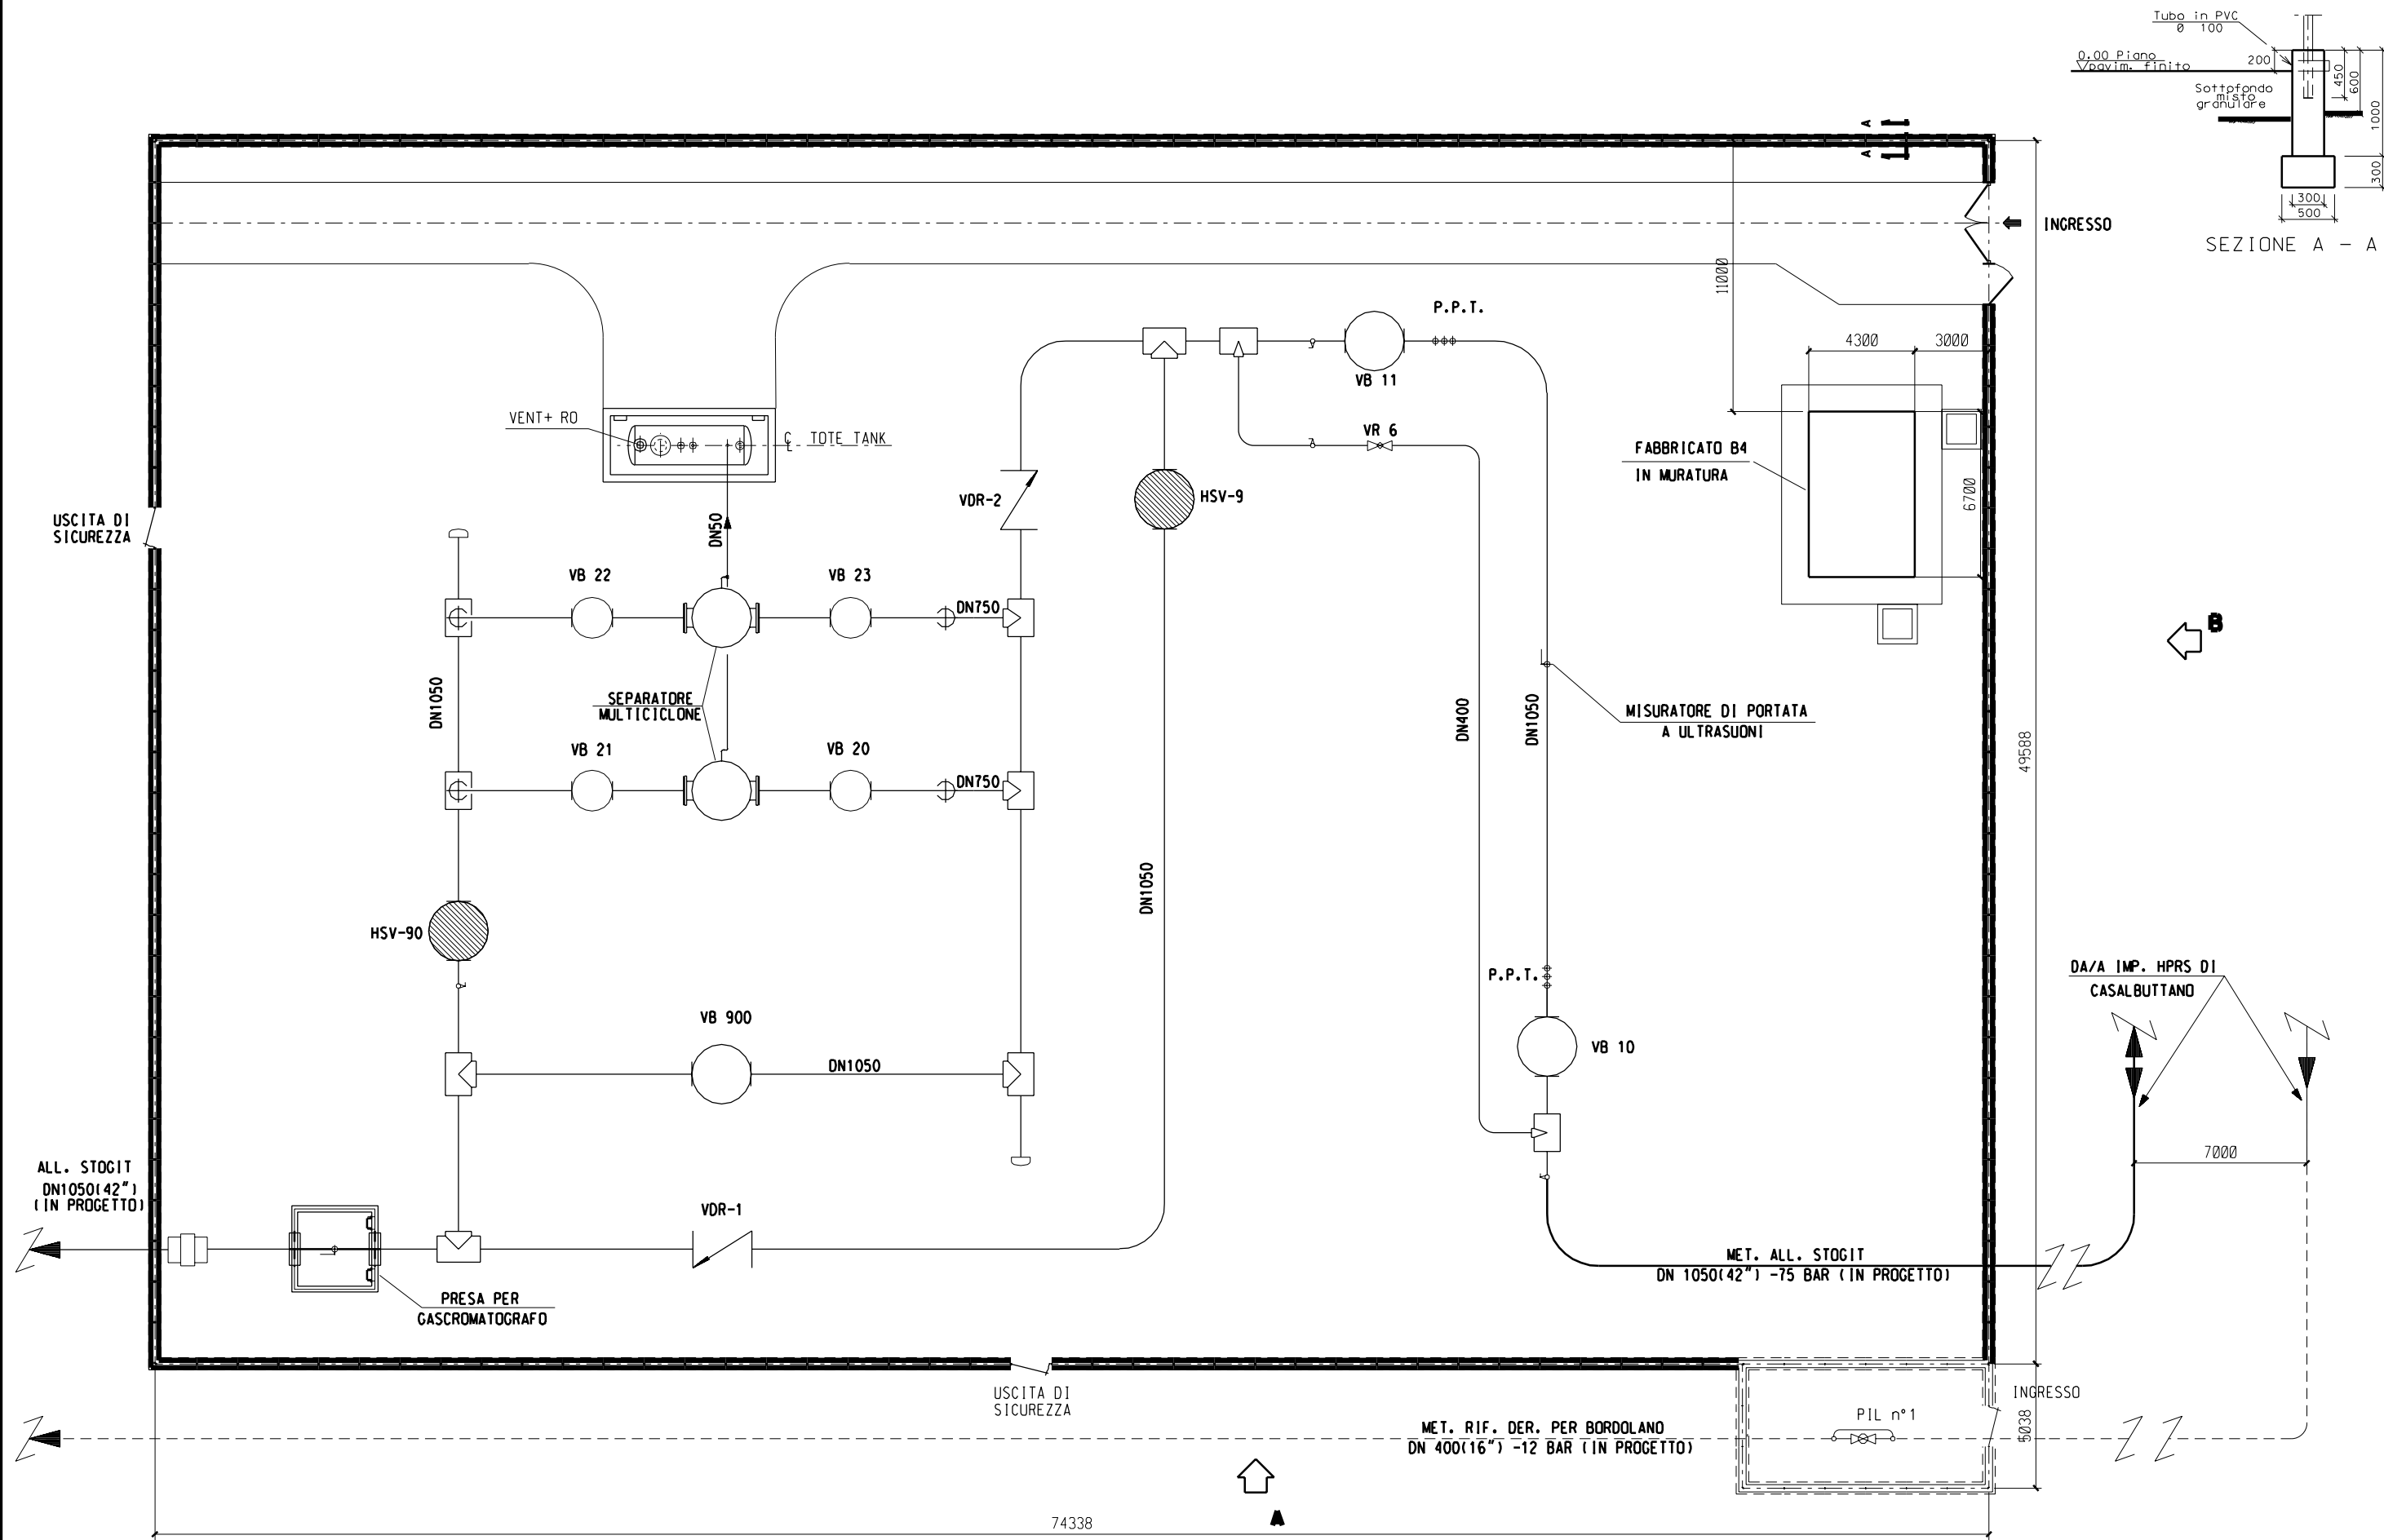 Tubo in PVC
Ø 100
0.00 Piano
pavim. finito
200
450
600
1000
300
Sottofondo
misto
granulare
300
500
SEZIONE A - A
A
A
INGRESSO
11000
P.P.T.
4300
3000
VB 11
VENT+ RO
C
L
TOTE TANK
VR 6
FABBRICATO B4
IN MURATURA
6700
VDR-2
HSV-9
USCITA DI
SICUREZZA
DN50
VB 22
VB 23
DN750
B
DN1050
SEPARATORE
MULTICICLONE
DN400
DN1050
MISURATORE DI PORTATA
A ULTRASUONI
49588
VB 21
VB 20
DN750
DN1050
HSV-90
P.P.T.
DA/A IMP. HPRS DI
CASALBUTTANO
VB 900
DN1050
VB 10
7000
ALL. STOGIT
DN1050(42")
(IN PROGETTO)
VDR-1
MET. ALL. STOGIT
DN 1050(42") -75 BAR (IN PROGETTO)
PRESA PER
GASCROMATOGRAFO
USCITA DI
SICUREZZA
INGRESSO
PIL n°1
5038
MET. RIF. DER. PER BORDOLANO
DN 400(16") -12 BAR (IN PROGETTO)
A
74338